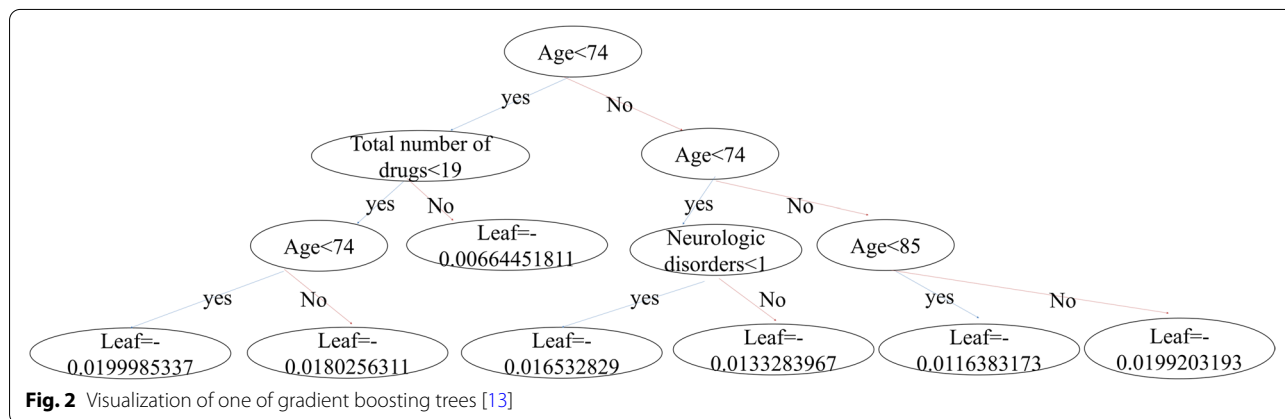 Age<74
yes
No
Total number of
drugs<19
Age<74
yes
No
yes
No
Age<74
Leaf=-
0.00664451811
Neurologic
disorders<1
Age<85
yes
No
yes
No
yes
No
Leaf=-
0.0199985337
Leaf=-
0.0180256311
Leaf=-
0.016532829
Leaf=-
0.0133283967
Leaf=-
0.0116383173
Leaf=-
0.0199203193
Fig. 2 Visualization of one of gradient boosting trees [13]